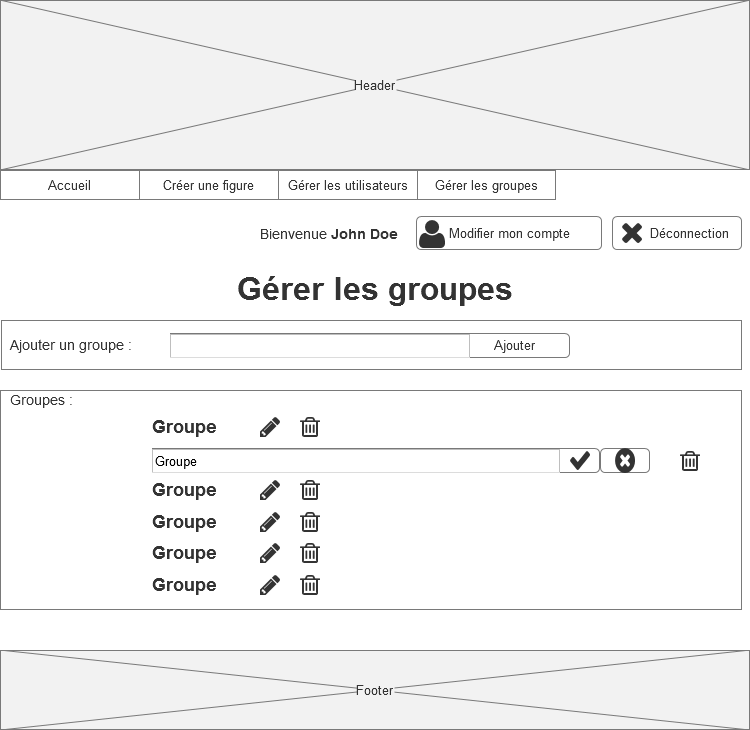 Header
Accueil Créer une figure Gérer les utilisateurs Gérer les groupes
Bienvenue John Doe Modifier mon compte Déconnection
Gérer les groupes
Ajouter un groupe : Ajouter
Groupes :
Groupe
Groupe
Groupe
Groupe
Groupe
Groupe
Footer